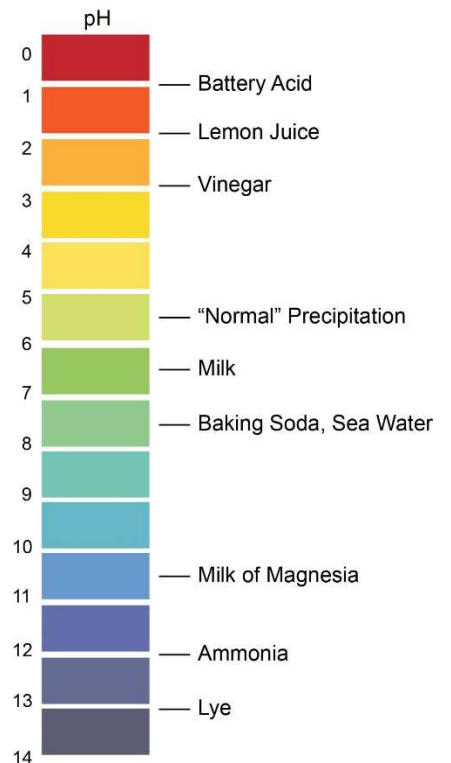 pH
0
Battery Acid
1
Lemon Juice
2
Vinegar
3
4
5
“Normal” Precipitation
6
Milk
7
Baking Soda, Sea Water
8
9
10
Milk of Magnesia
11
12
Ammonia
13
Lye
14